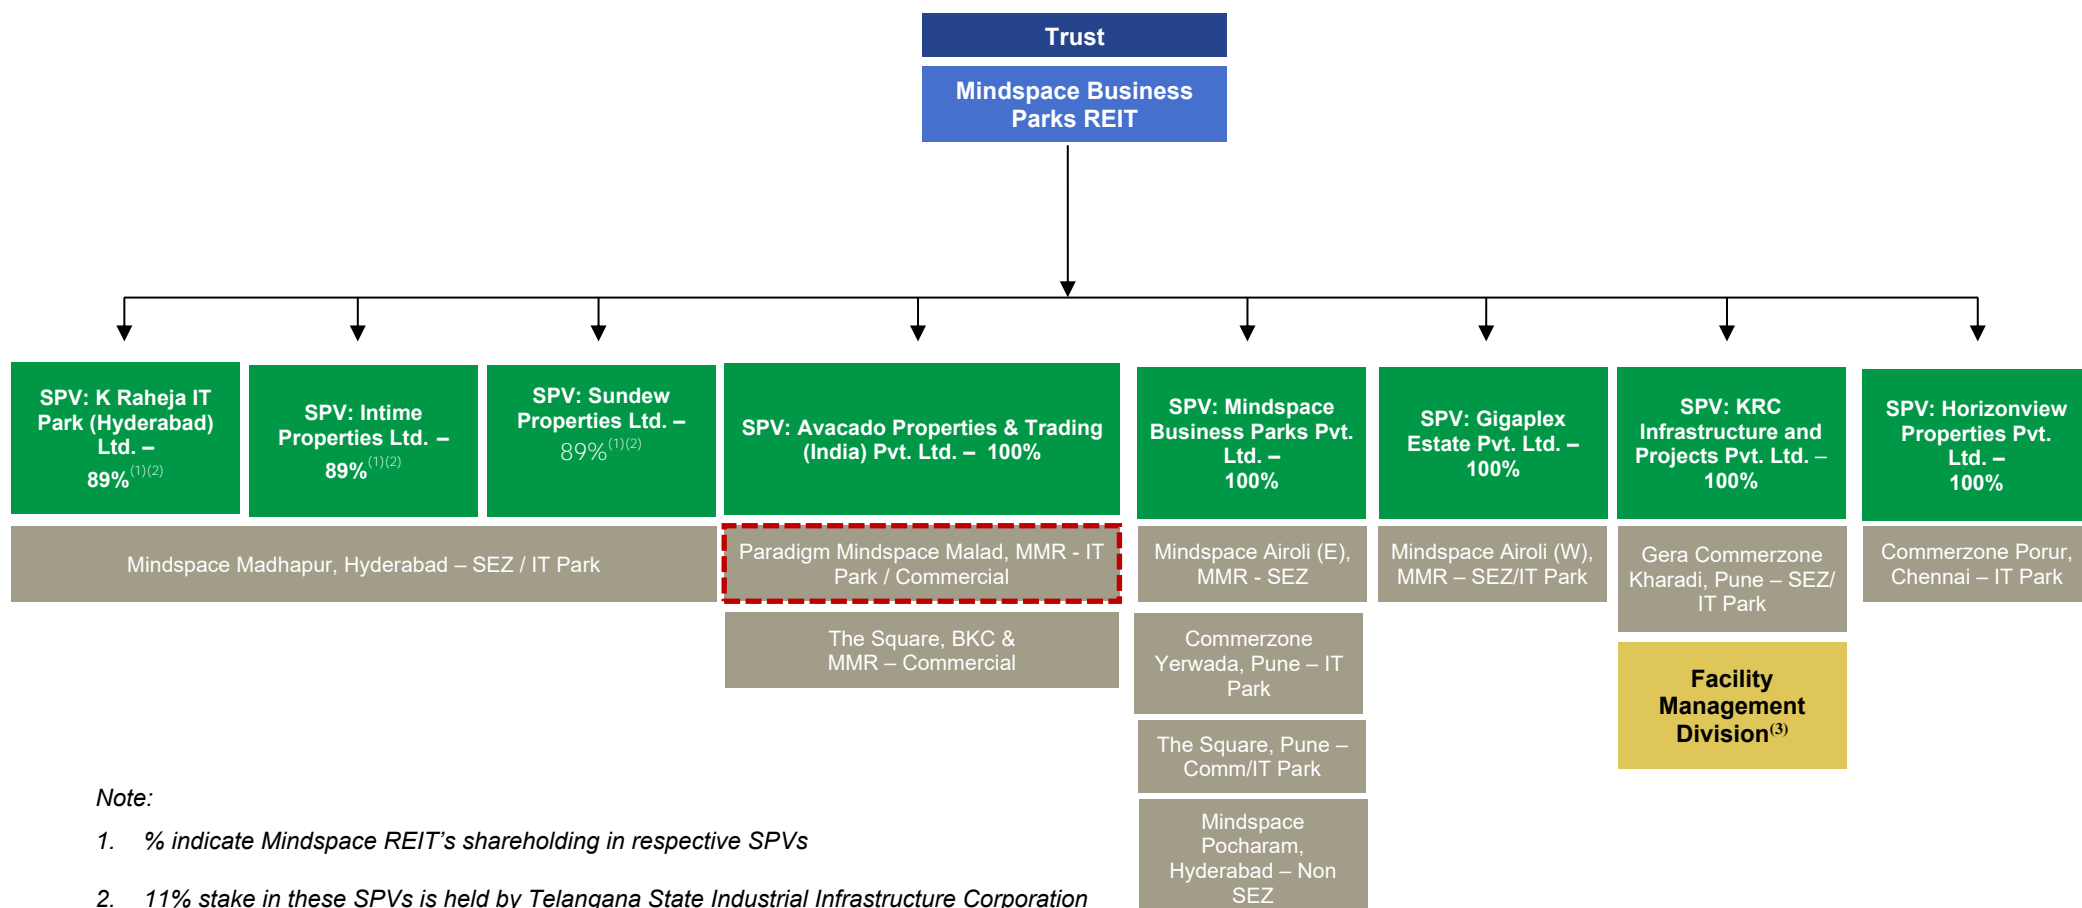 Trust
Mindspace Business
Parks REIT
SPV: K Raheja IT
Park (Hyderabad)
Ltd. –
89%(1)(2)
SPV: Intime
Properties Ltd. –
89%(1)(2)
SPV: Sundew
Properties Ltd. –
89%(1)(2)
SPV: Avacado Properties & Trading
(India) Pvt. Ltd. – 100%
SPV: Mindspace
Business Parks Pvt.
Ltd. –
100%
SPV: Gigaplex
Estate Pvt. Ltd. –
100%
SPV: KRC
Infrastructure and
Projects Pvt. Ltd. –
100%
SPV: Horizonview
Properties Pvt.
Ltd. –
100%
Mindspace Madhapur, Hyderabad – SEZ / IT Park
Paradigm Mindspace Malad, MMR - IT
Park / Commercial
Mindspace Airoli (E),
MMR - SEZ
Mindspace Airoli (W),
MMR – SEZ/IT Park
Gera Commerzone
Kharadi, Pune – SEZ/
IT Park
Commerzone Porur,
Chennai – IT Park
The Square, BKC &
MMR – Commercial
Commerzone
Yerwada, Pune – IT
Park
Facility
Management
Division(3)
The Square, Pune –
Comm/IT Park
Mindspace
Pocharam,
Hyderabad – Non
SEZ
Note:
1. % indicate Mindspace REIT's shareholding in respective SPVs
2. 11% stake in these SPVs is held by Telangana State Industrial Infrastructure Corporation